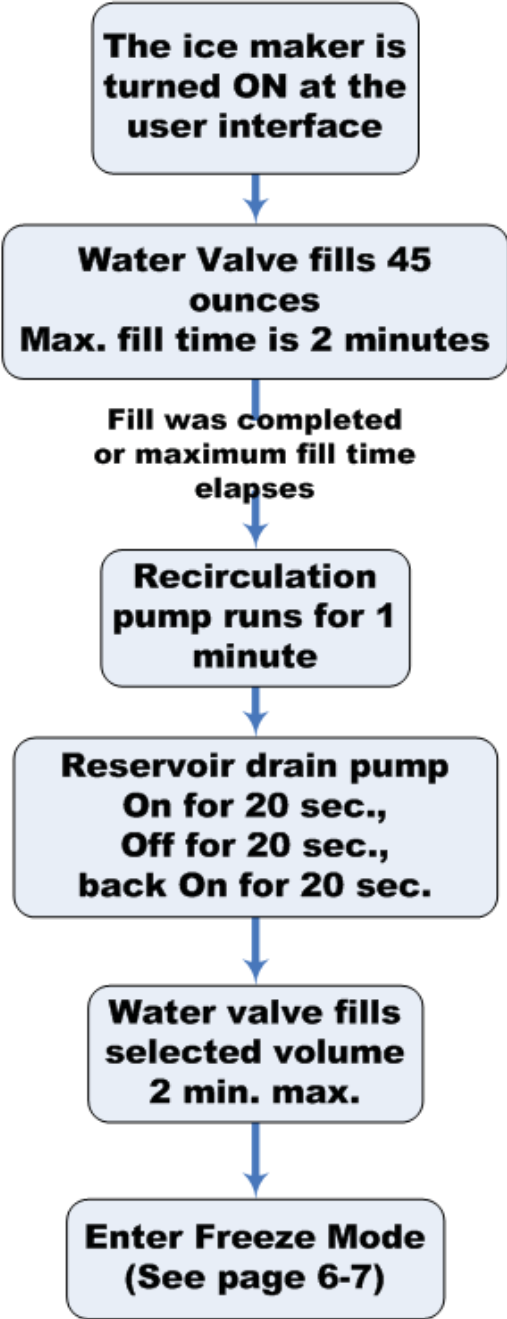 The ice maker is
turned ON at the
user interface
Water Valve fills 45
ounces
Max. fill time is 2 minutes
Fill was completed
or maximum fill time
elapses
Recirculation
pump runs for 1
minute
Reservoir drain pump
On for 20 sec.,
Off for 20 sec.,
back On for 20 sec.
Water valve fills
selected volume
2 min. max.
Enter Freeze Mode
(See page 6-7)